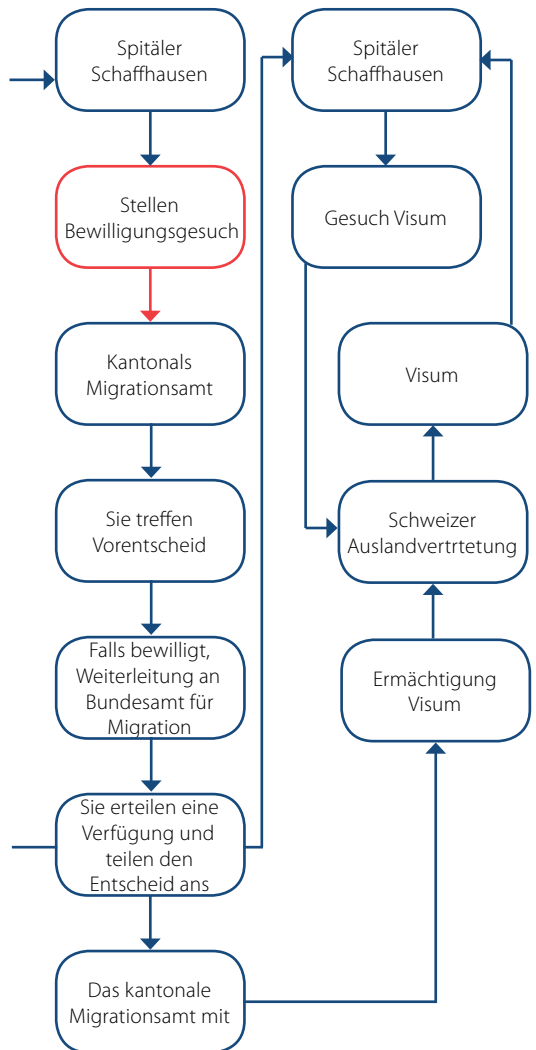 Spitäler
Schaffhausen
Stellen
Bewilligungsgesuch
Kantonals
Migrationsamt
Sie treffen
Vorentscheid
Falls bewilligt,
Weiterleitung an
Bundesamt für
Migration
Sie erteilen eine
Verfügung und
teilen den
Entscheid ans
Das kantonale
Migrationsamt mit
Spitäler
Schaffhausen
Gesuch Visum
Visum
Schweizer
Auslandvertrtetung
Ermächtigung
Visum